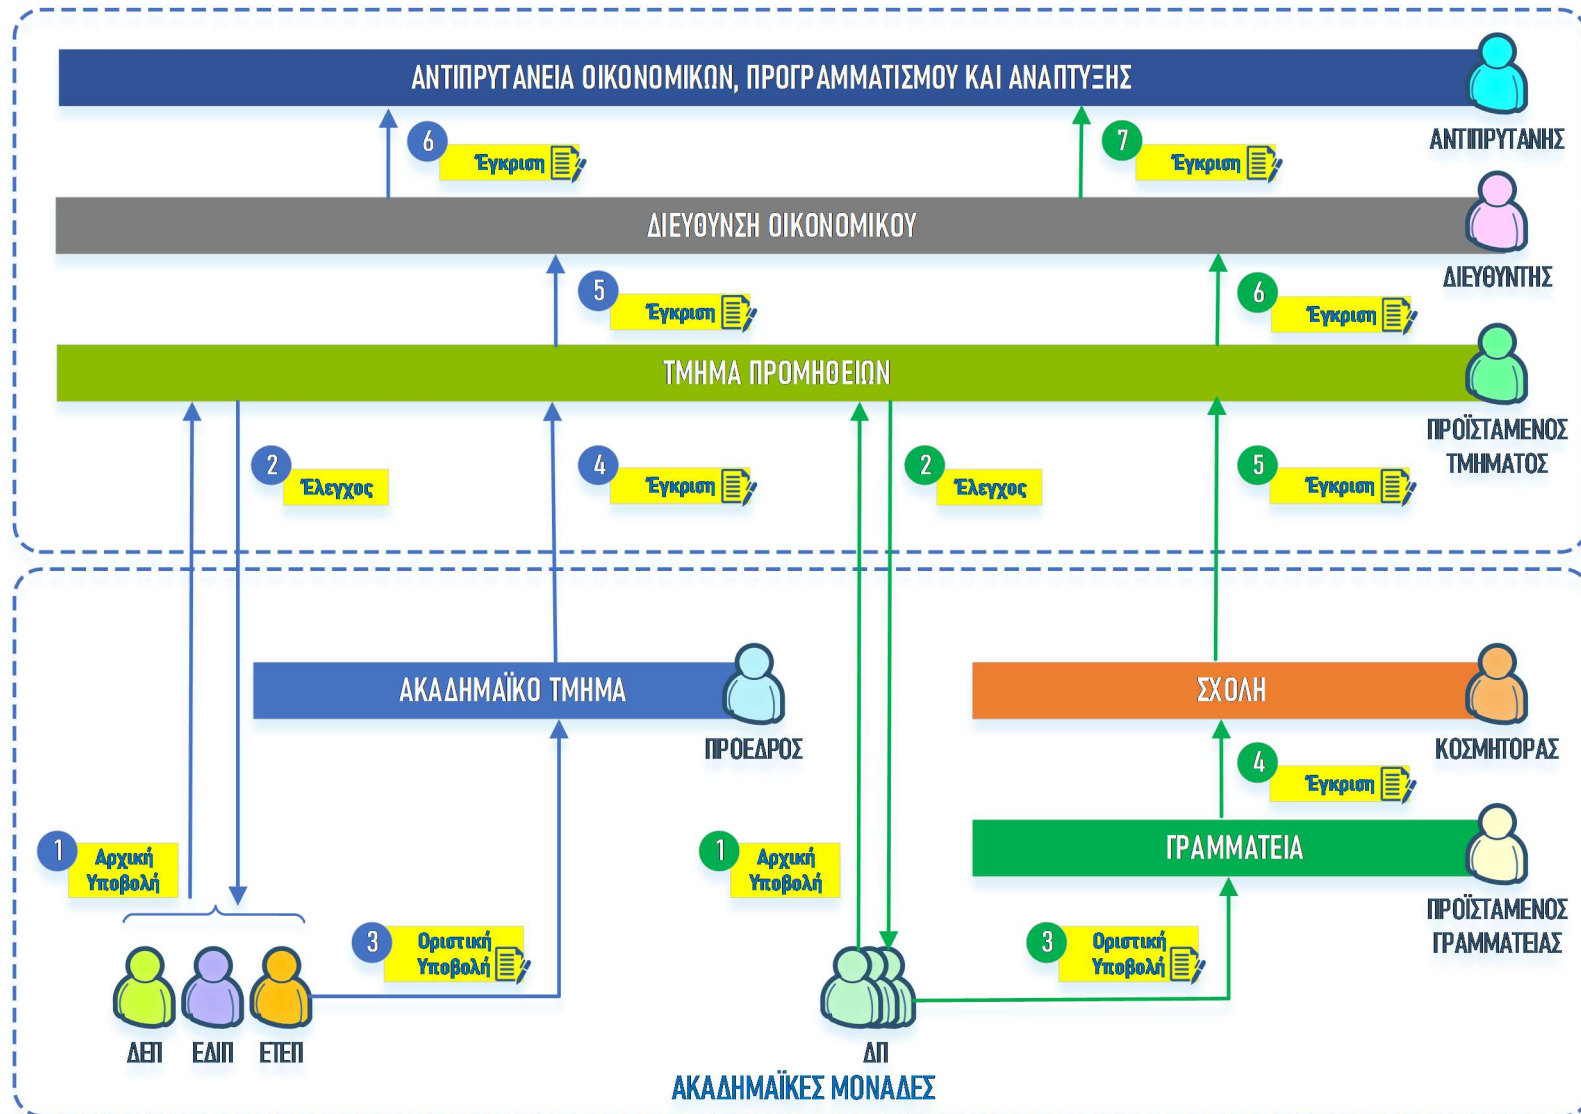 ΑΝΤΙΠΡΥΤΑΝΕΙΑ ΟΙΚΟΝΟΜΙΚΩΝ, ΠΡΟΓΡΑΜΜΑΤΙΣΜΟΥ ΚΑΙ ΑΝΑΠΤΥΞΗΣ
ΑΝΤΙΠΡΥΤΑΝΗΣ
6
Έγκριση
7
Έγκριση
ΔΙΕΥΘΥΝΣΗ ΟΙΚΟΝΟΜΙΚΟΥ
ΔΙΕΥΘΥΝΤΗΣ
5
Έγκριση
6
Έγκριση
ΤΜΗΜΑ ΠΡΟΜΗΘΕΙΩΝ
ΠΡΟΪΣΤΑΜΕΝΟΣ
ΤΜΗΜΑΤΟΣ
2
Έλεγχος
4
Έγκριση
2
Έλεγχος
5
Έγκριση
ΑΚΑΔΗΜΑΪΚΟ ΤΜΗΜΑ
ΠΡΟΕΔΡΟΣ
ΣΧΟΛΗ
ΚΟΣΜΗΤΟΡΑΣ
4
Έγκριση
1
Αρχική
Υποβολή
1
Αρχική
Υποβολή
ΓΡΑΜΜΑΤΕΙΑ
ΠΡΟΪΣΤΑΜΕΝΟΣ
ΓΡΑΜΜΑΤΕΙΑΣ
3
Οριστική
Υποβολή
3
Οριστική
Υποβολή
ΔΕΠ
ΕΔΙΠ
ΕΤΕΠ
ΔΠ
ΑΚΑΔΗΜΑΪΚΕΣ ΜΟΝΑΔΕΣ